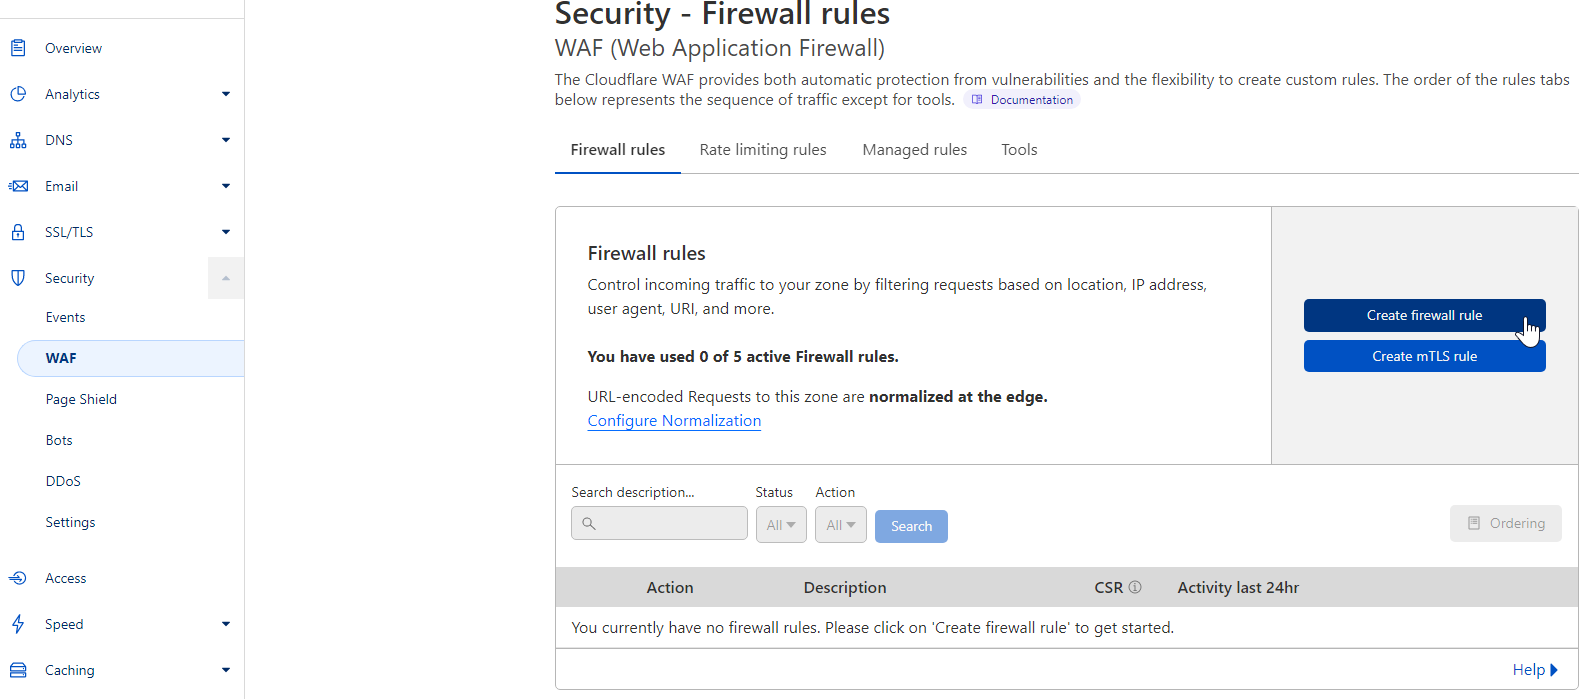 Overview
Analytics
DNS
Email
SSL/TLS
Security
Events
WAF
Page Shield
Bots
DDoS
Settings
Access
Speed
Caching
Security - Firewall rules
WAF (Web Application Firewall)
The Cloudflare WAF provides both automatic protection from vulnerabilities and the flexibility to create custom rules. The order of the rules tabs
below represents the sequence of traffic except for tools. Documentation
Firewall rules Rate limiting rules Managed rules Tools
Firewall rules
Control incoming traffic to your zone by filtering requests based on location, IP address,
user agent, URI, and more.
You have used 0 of 5 active Firewall rules.
URL-encoded Requests to this zone are normalized at the edge.
Configure Normalization
Create firewall rule
Create mTLS rule
Search description... Status Action
All All Search Ordering
Action Description CSR Activity last 24hr
You currently have no firewall rules. Please click on 'Create firewall rule' to get started.
Help